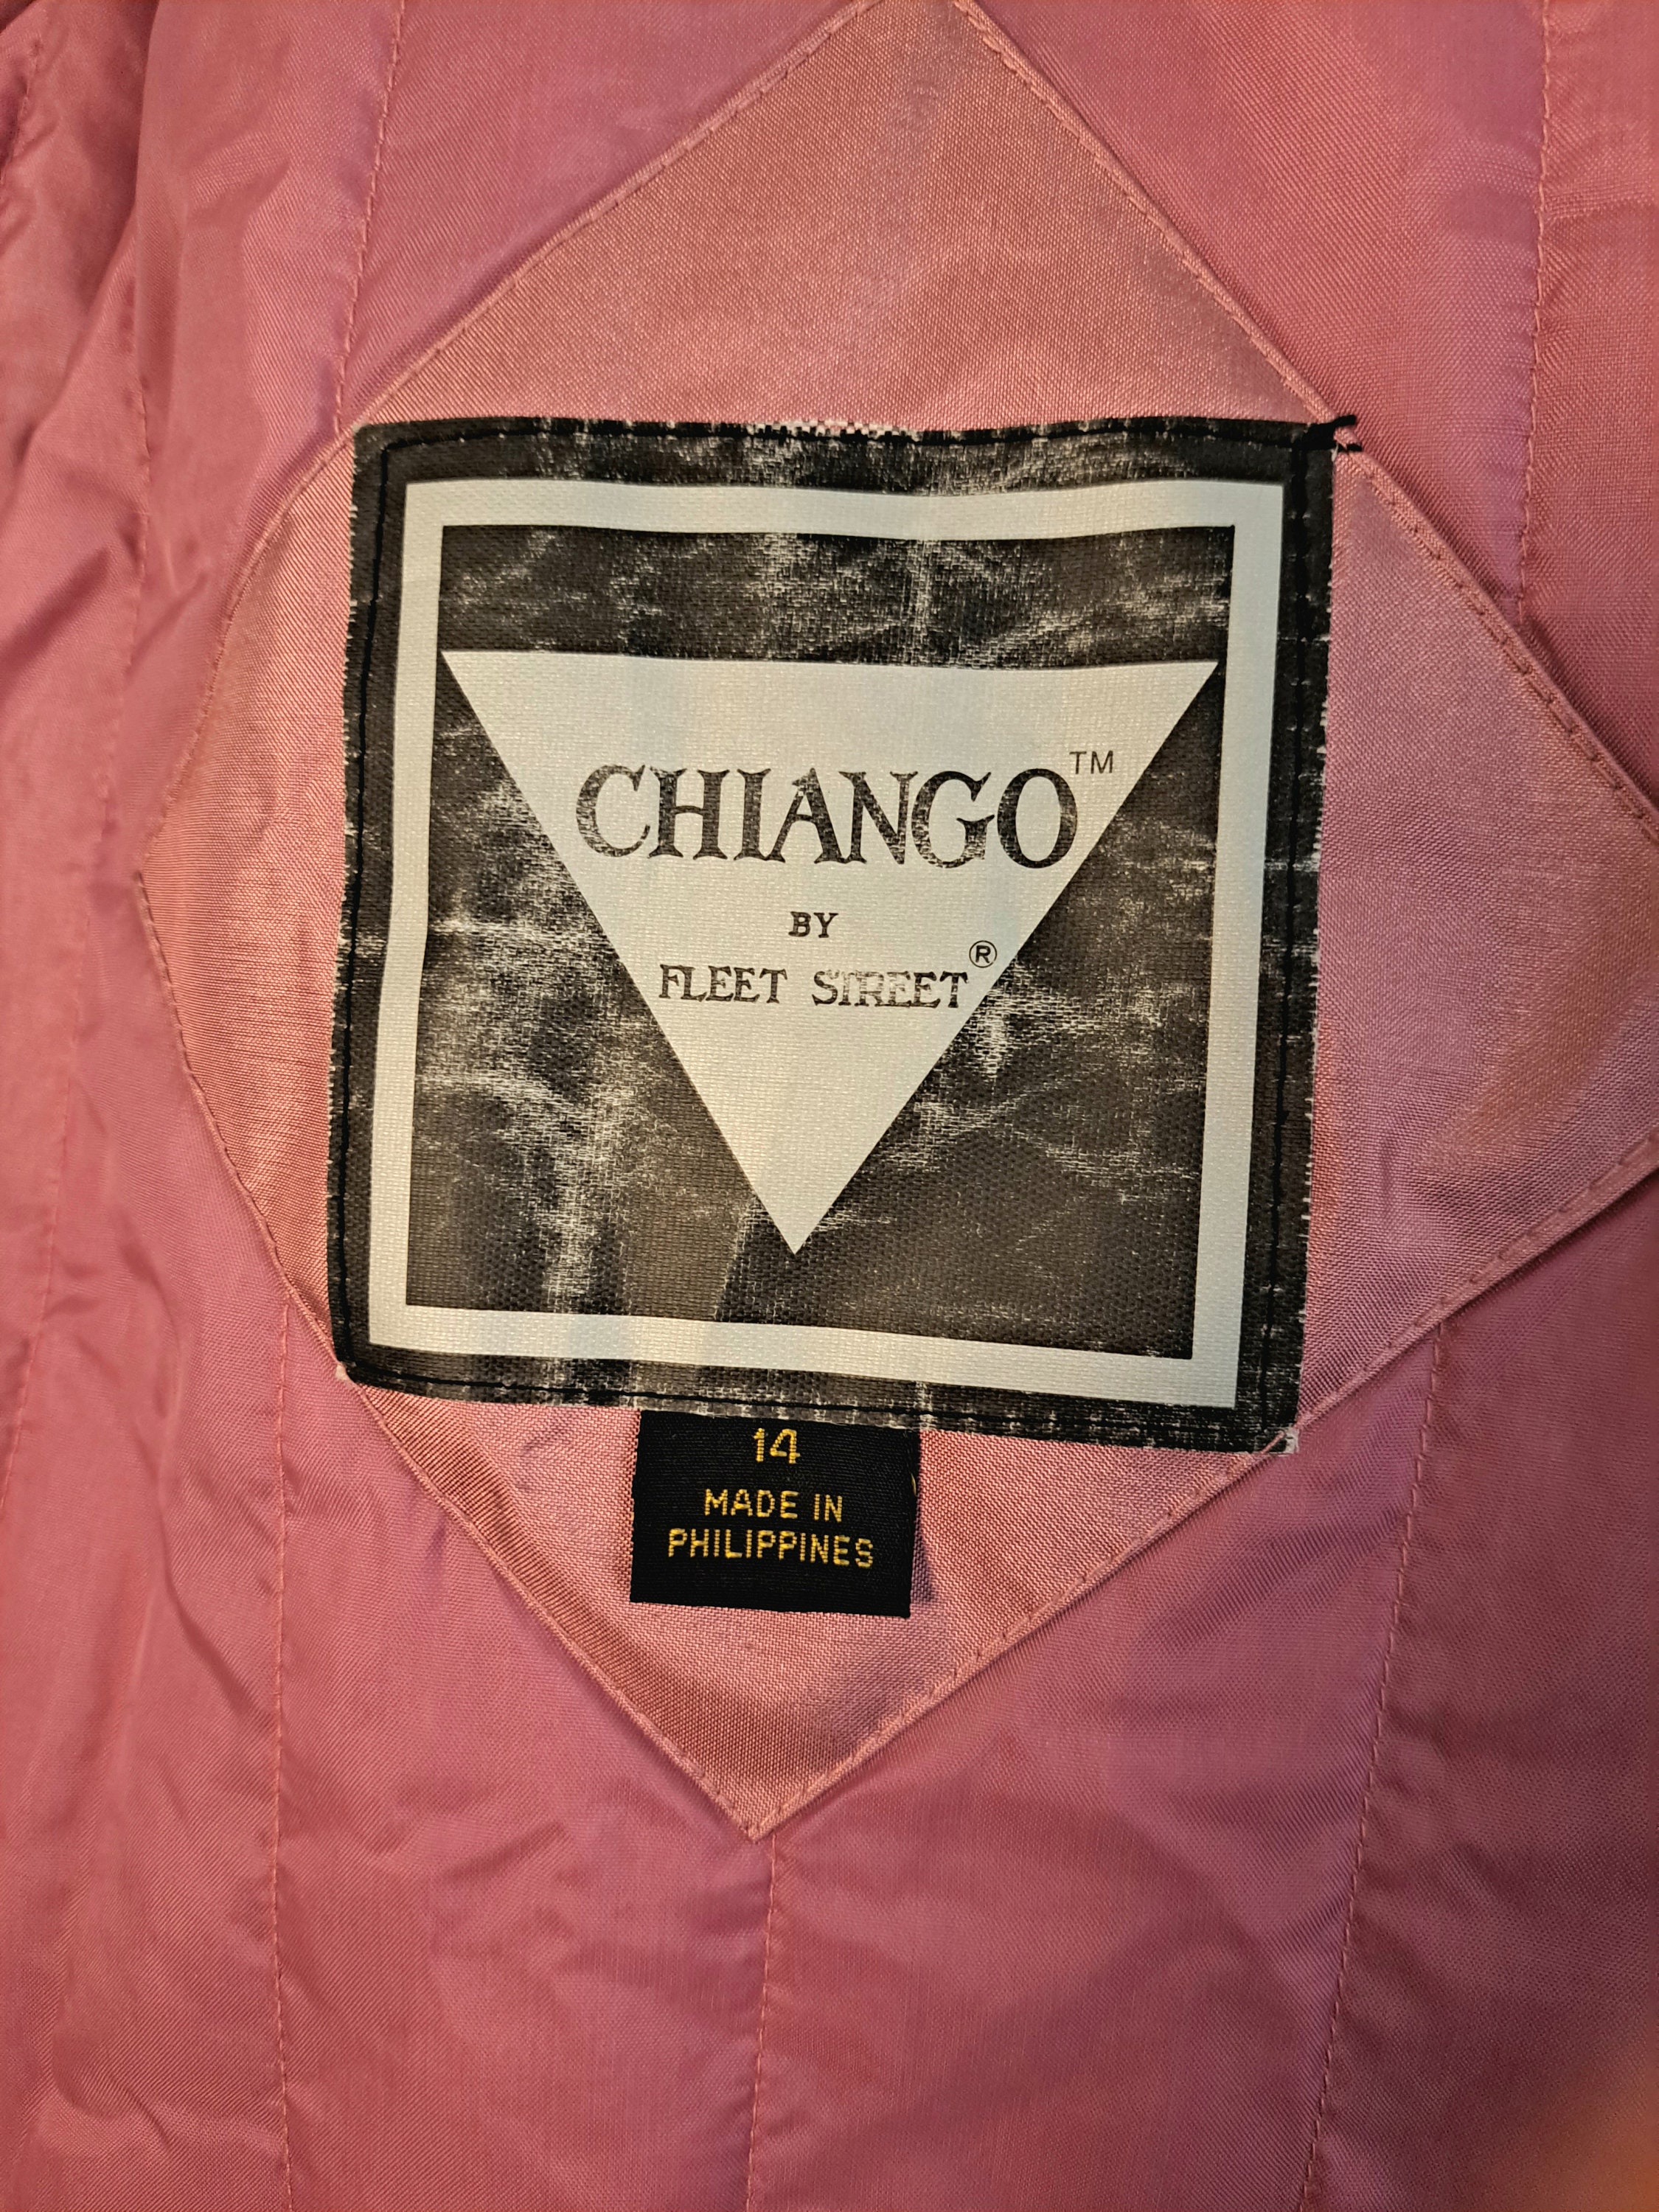 CHIANGO™
BY
FLEET STREET®
14
MADE IN
PHILIPPINES